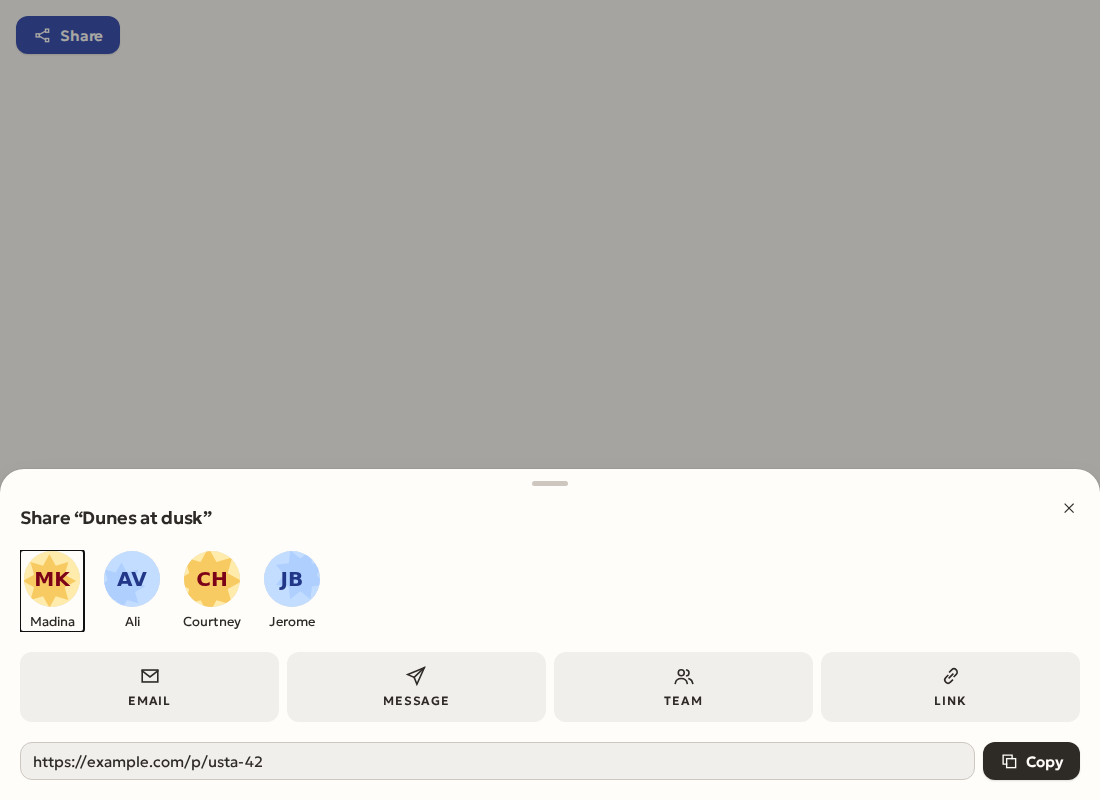 Share
Share “Dunes at dusk”
MK AV CH JB
Madina Ali Courtney Jerome
EMAIL MESSAGE TEAM LINK
https://example.com/p/usta-42 Copy